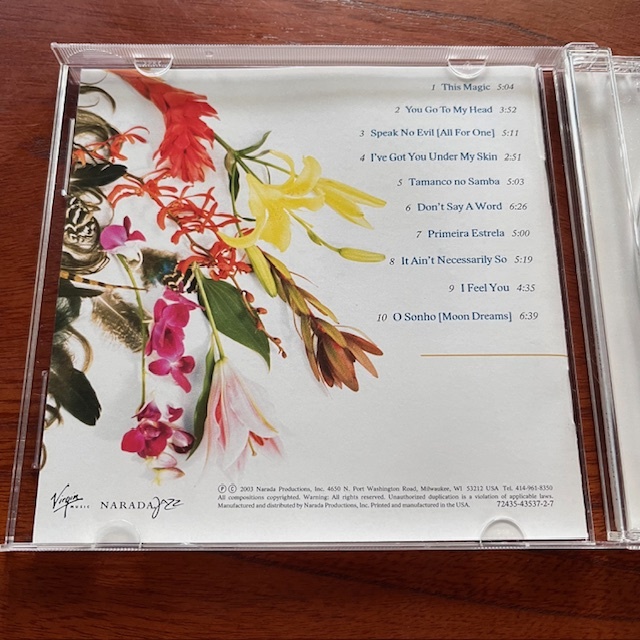 1 This Magic 5:04
2 You Go To My Head 3:52
3 Speak No Evil [All For One] 5:11
4 I've Got You Under My Skin 2:51
5 Tamanco no Samba 5:03
6 Don't Say A Word 6:26
7 Primeira Estrela 5:00
8 It Ain't Necessarily So 5:19
9 I Feel You 4:35
10 O Sonho [Moon Dreams] 6:39
Virgin
MUSIC
NARADA Jazz
℗ © 2003 Narada Productions, Inc. 4650 N. Port Washington Road, Milwaukee, WI 53212 USA Tel. 414-961-8350
All compositions copyrighted. Warning: All rights reserved. Unauthorized duplication is a violation of applicable laws.
Manufactured and distributed by Narada Productions, Inc. Printed and manufactured in the USA. 72435-43537-2-7